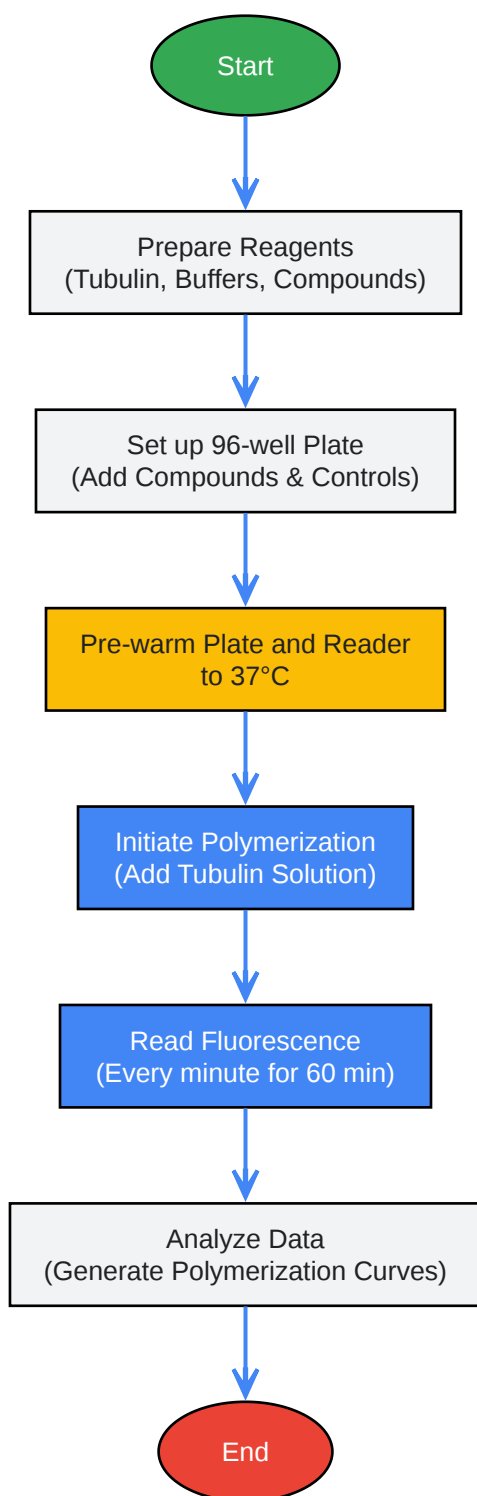 Start
Prepare Reagents
(Tubulin, Buffers, Compounds)
Set up 96-well Plate
(Add Compounds & Controls)
Pre-warm Plate and Reader
to 37°C
Initiate Polymerization
(Add Tubulin Solution)
Read Fluorescence
(Every minute for 60 min)
Analyze Data
(Generate Polymerization Curves)
End